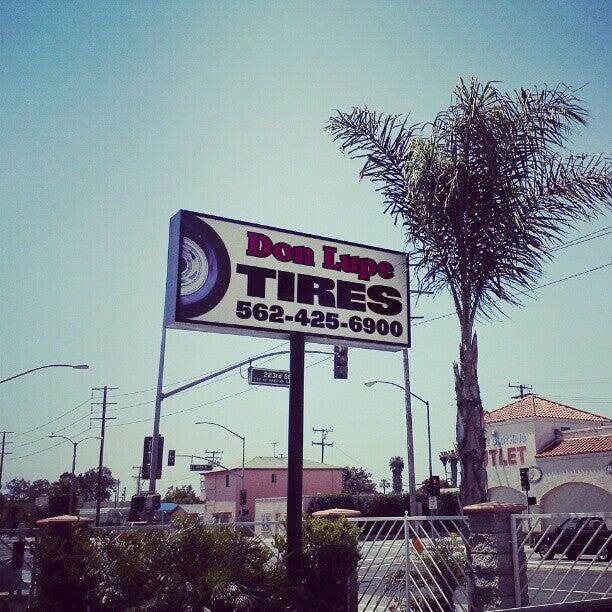 Don Lupe
TIRES
562-425-6900
223rd St
TLET